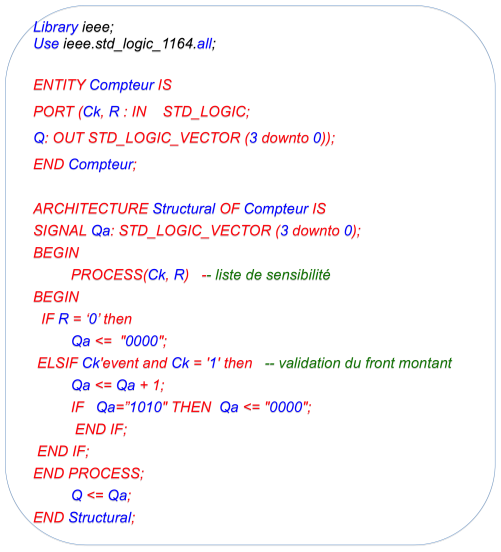 Library ieee;
Use ieee.std_logic_1164.all;
ENTITY Compteur IS
PORT (Ck, R : IN STD_LOGIC;
Q: OUT STD_LOGIC_VECTOR (3 downto 0));
END Compteur;
ARCHITECTURE Structural OF Compteur IS
SIGNAL Qa: STD_LOGIC_VECTOR (3 downto 0);
BEGIN
PROCESS(Ck, R) -- liste de sensibilité
BEGIN
IF R = ‘0’ then
Qa <= "0000";
ELSIF Ck'event and Ck = '1' then -- validation du front montant
Qa <= Qa + 1;
IF Qa="1010" THEN Qa <= "0000";
END IF;
END IF;
END PROCESS;
Q <= Qa;
END Structural;